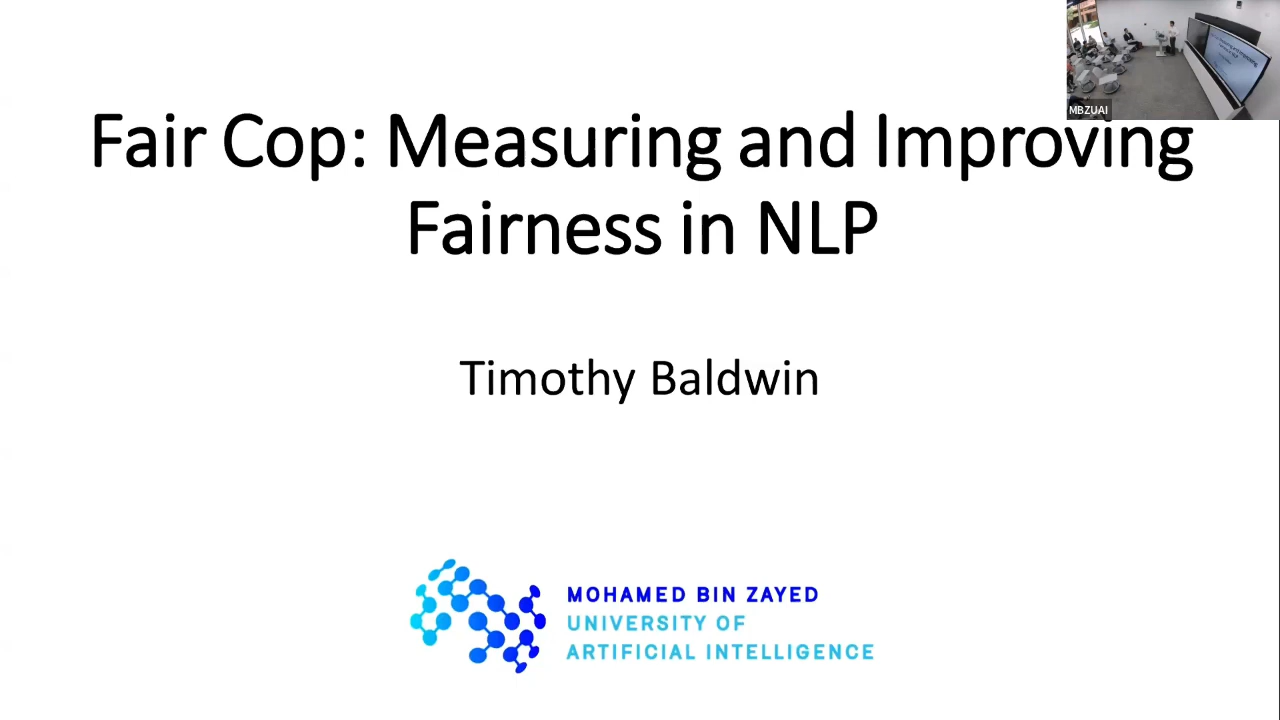 MBZUAI
Fair Cop: Measuring and Improving
Fairness in NLP
Timothy Baldwin
MOHAMED BIN ZAYED
UNIVERSITY OF
ARTIFICIAL INTELLIGENCE